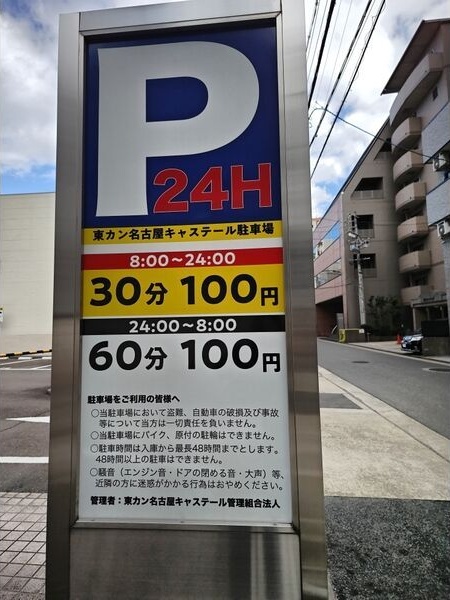 P
24H
東カン名古屋キャステール駐車場
8:00〜24:00
30分 100円
24:00〜8:00
60分 100円
駐車場をご利用の皆様へ
○当駐車場において盗難、自動車の破損及び事故
等について当方は一切責任を負いません。
○当駐車場にバイク、原付の駐輪はできません。
○駐車時間は入庫から最長48時間までとします。
48時間以上の駐車はできません。
○騒音（エンジン音・ドアの閉める音・大声）等、
近隣の方に迷惑がかかる行為はおやめください。
管理者：東カン名古屋キャステール管理組合法人